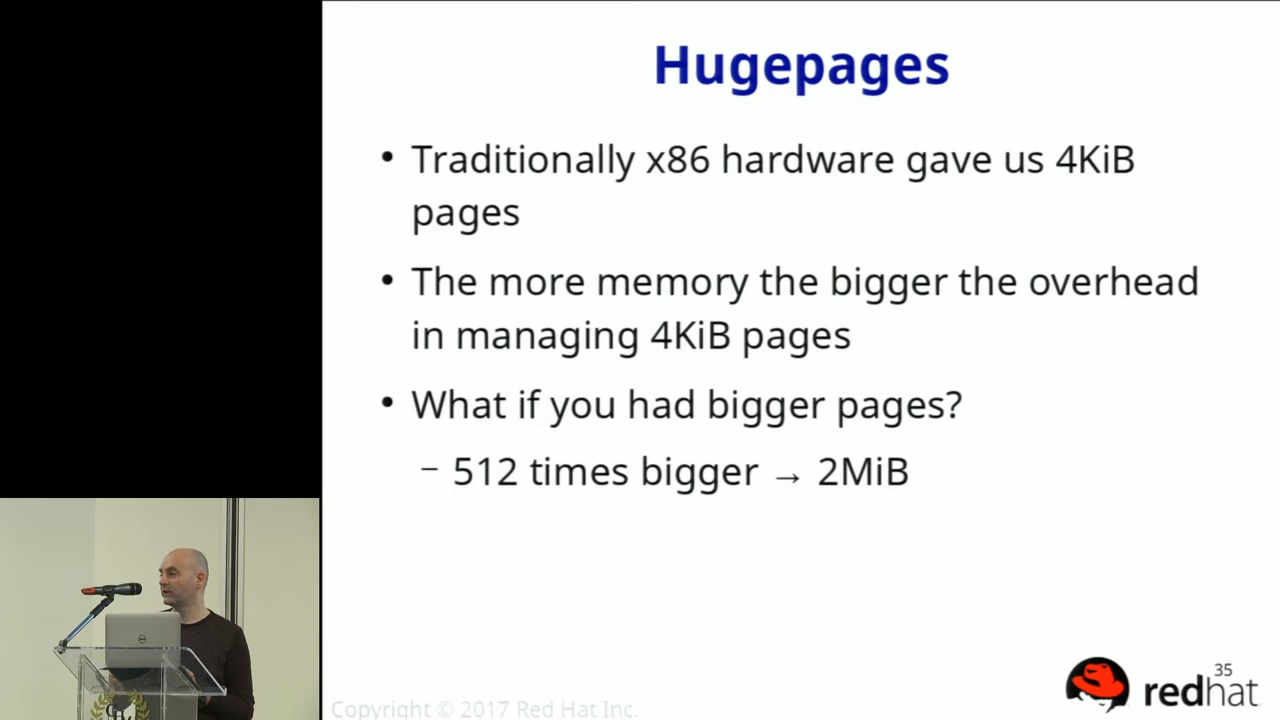 Hugepages
• Traditionally x86 hardware gave us 4KiB
pages
• The more memory the bigger the overhead
in managing 4KiB pages
• What if you had bigger pages?
– 512 times bigger → 2MiB
35
redhat
Copyright © 2017 Red Hat Inc.